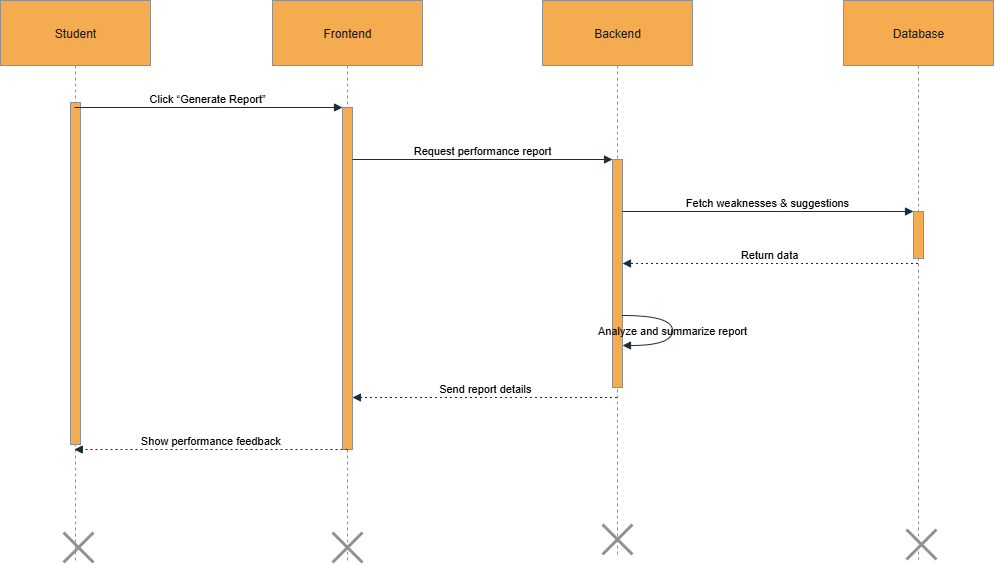 Student
Frontend
Backend
Database
Click “Generate Report”
Request performance report
Fetch weaknesses & suggestions
Return data
Analyze and summarize report
Send report details
Show performance feedback